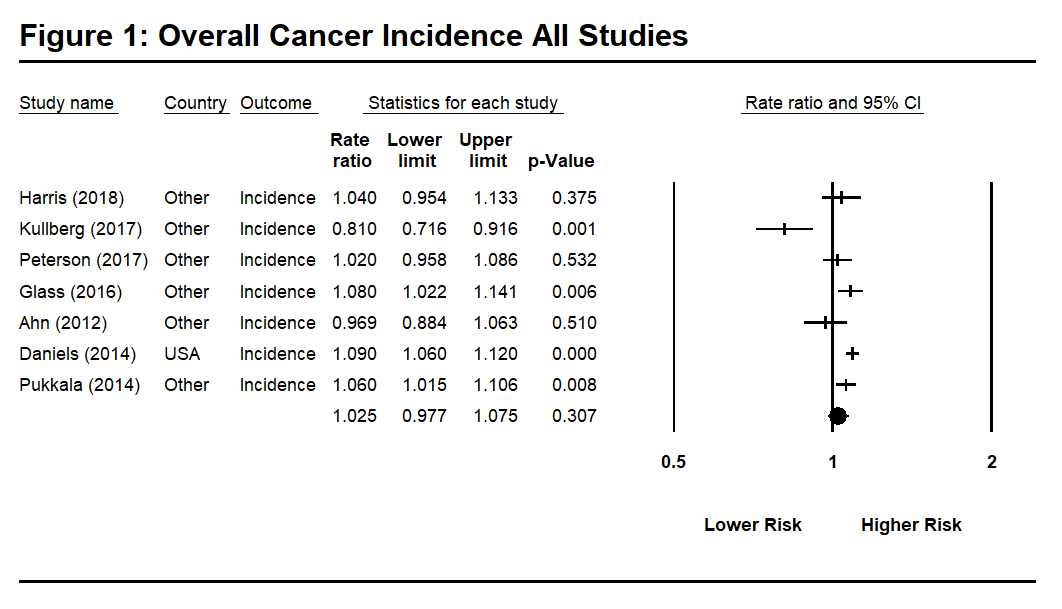 Figure 1: Overall Cancer Incidence All Studies
Study name Country Outcome Statistics for each study Rate ratio and 95% CI
Rate Lower Upper
ratio limit limit p-Value
Harris (2018) Other Incidence 1.040 0.954 1.133 0.375
Kullberg (2017) Other Incidence 0.810 0.716 0.916 0.001
Peterson (2017) Other Incidence 1.020 0.958 1.086 0.532
Glass (2016) Other Incidence 1.080 1.022 1.141 0.006
Ahn (2012) Other Incidence 0.969 0.884 1.063 0.510
Daniels (2014) USA Incidence 1.090 1.060 1.120 0.000
Pukkala (2014) Other Incidence 1.060 1.015 1.106 0.008
1.025 0.977 1.075 0.307
0.5 1 2
Lower Risk Higher Risk